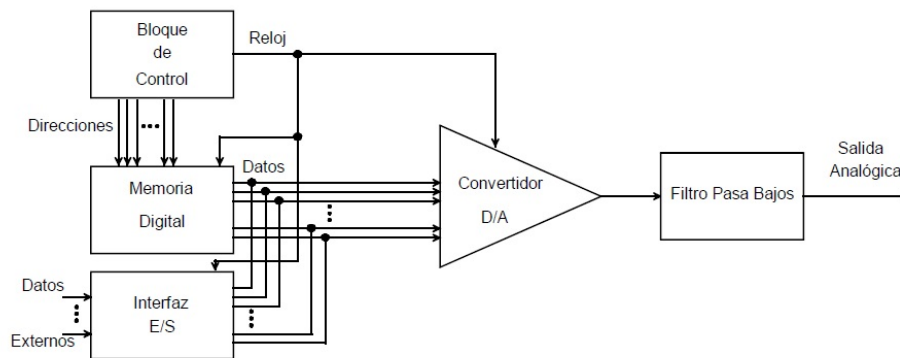 Bloque
de
Control
Reloj
Direcciones
Memoria
Digital
Datos
Convertidor
D/A
Filtro Pasa Bajos
Salida
Analógica
Datos
Externos
Interfaz
E/S